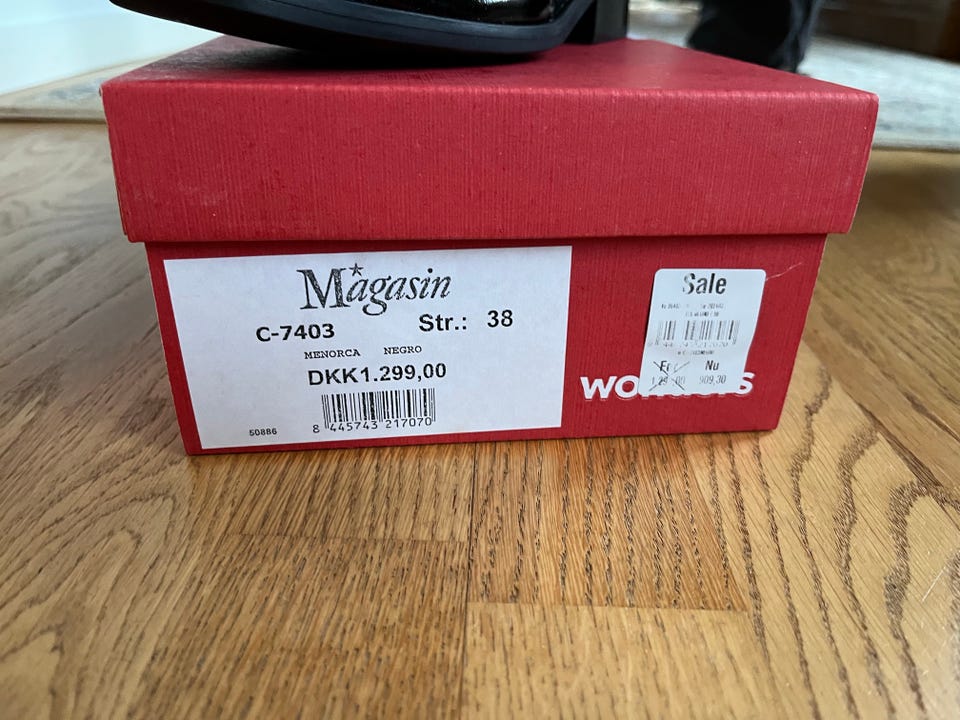 Magasin
C-7403 Str.: 38
MENORCA NEGRO
DKK1.299,00
50886 8 445743 217070
Sale
Nu
909,30
wonders